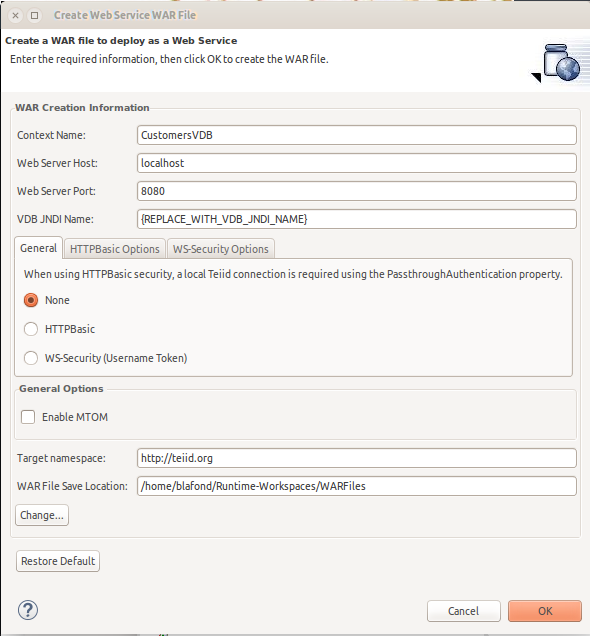 Create Web Service WAR File
Create a WAR file to deploy as a Web Service
Enter the required information, then click OK to create the WAR file.
WAR Creation Information
Context Name: CustomersVDB
Web Server Host: localhost
Web Server Port: 8080
VDB JNDI Name: {REPLACE_WITH_VDB_JNDI_NAME}
General HTTPBasic Options WS-Security Options
When using HTTPBasic security, a local Teiid connection is required using the PassthroughAuthentication property.
None
HTTPBasic
WS-Security (Username Token)
General Options
Enable MTOM
Target namespace: http://teiid.org
WAR File Save Location: /home/blafond/Runtime-Workspaces/WARFiles
Change...
Restore Default
? Cancel OK